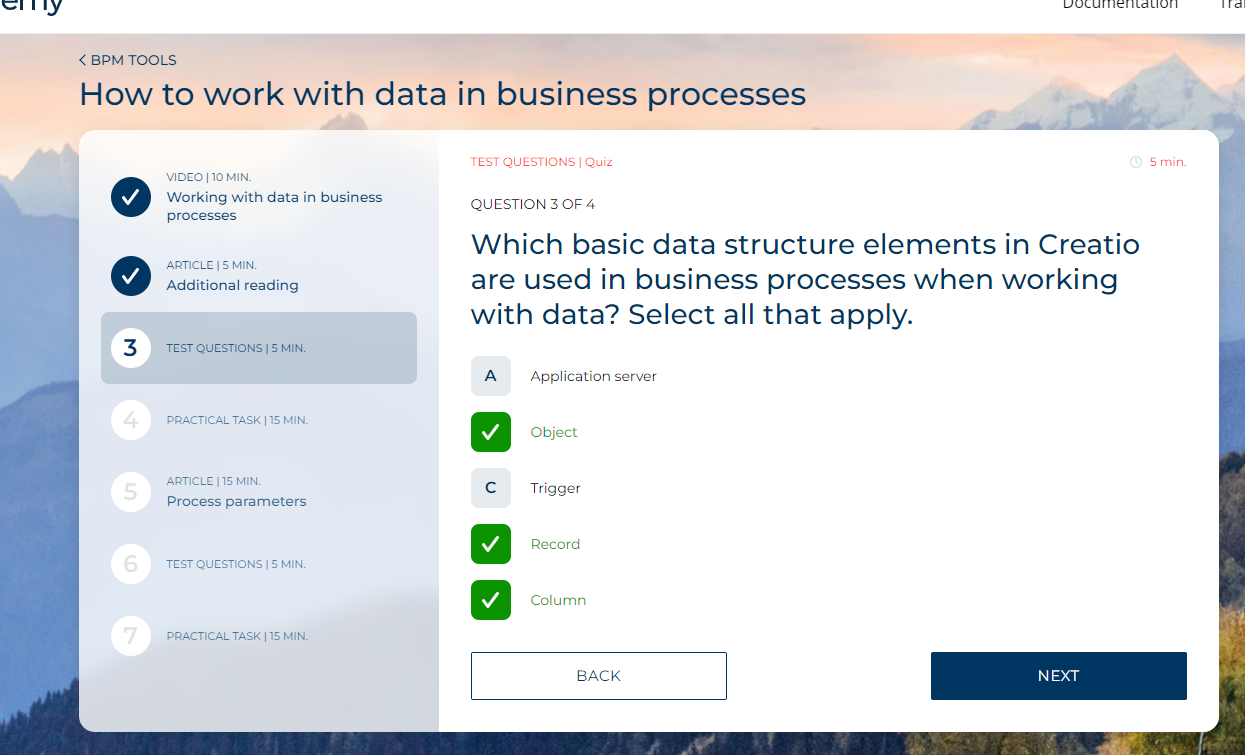 Documentation
< BPM TOOLS
How to work with data in business processes
VIDEO | 10 MIN.
Working with data in business
processes
ARTICLE | 5 MIN.
Additional reading
3
TEST QUESTIONS | 5 MIN.
4
PRACTICAL TASK | 15 MIN.
5
ARTICLE | 15 MIN.
Process parameters
6
TEST QUESTIONS | 5 MIN.
7
PRACTICAL TASK | 15 MIN.
TEST QUESTIONS | Quiz
5 min.
QUESTION 3 OF 4
Which basic data structure elements in Creatio
are used in business processes when working
with data? Select all that apply.
A Application server
Object
C Trigger
Record
Column
BACK
NEXT